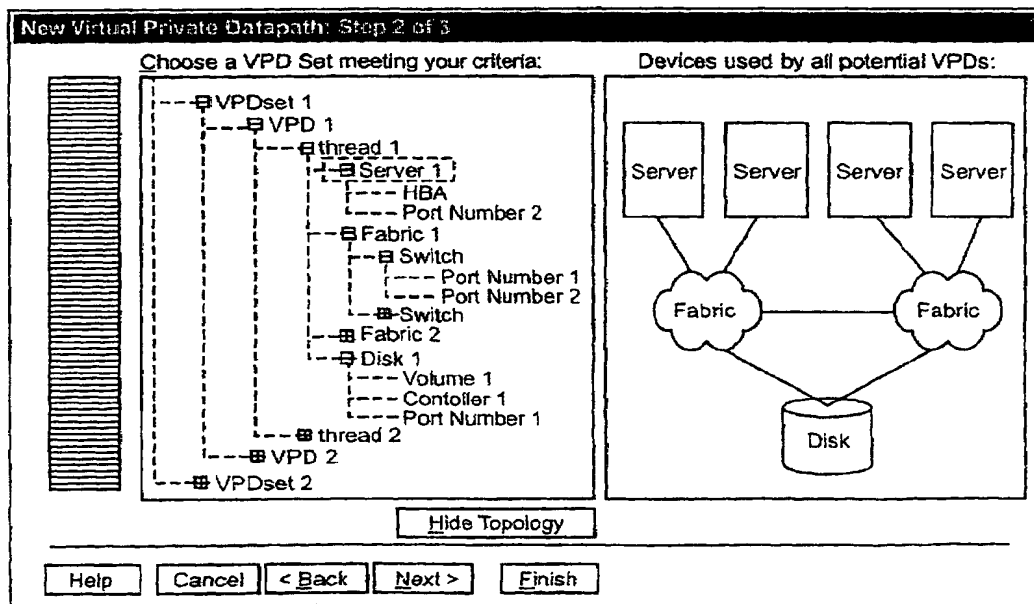 New Virtual Private Datapath: Step 2 of 3
Choose a VPD Set meeting your criteria:
VPDset 1
VPD 1
thread 1
Server 1
HBA
Port Number 2
Fabric 1
Switch
Port Number 1
Port Number 2
Switch
Fabric 2
Disk 1
Volume 1
Contoller 1
Port Number 1
thread 2
VPD 2
VPDset 2
Devices used by all potential VPDs:
Server Server Server Server
Fabric Fabric
Disk
Hide Topology
Help Cancel < Back Next > Finish